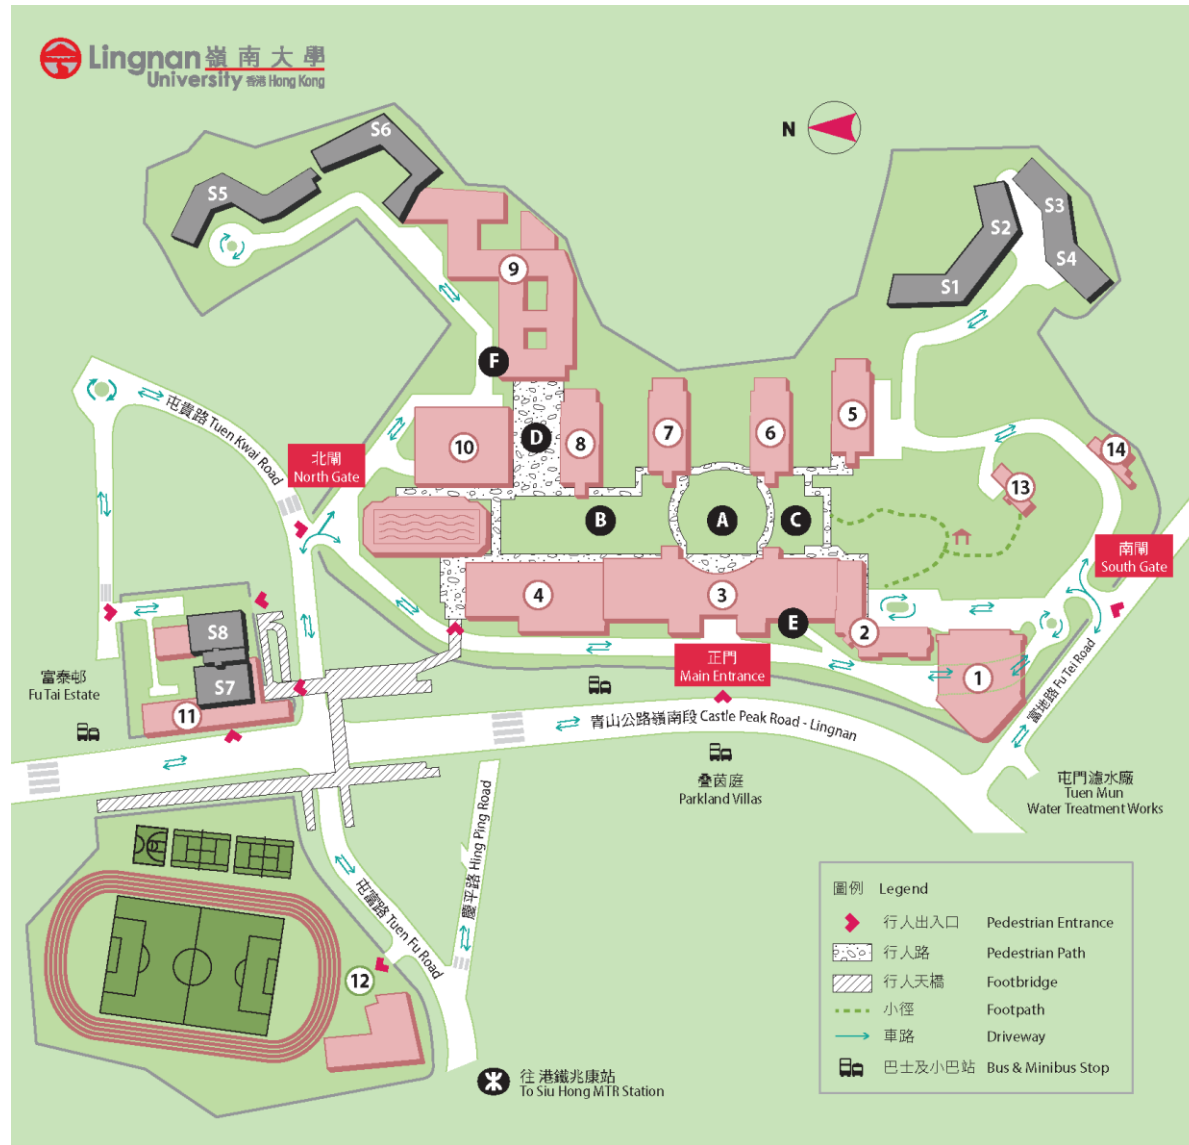 Lingnan 嶺南大學
University 香港 Hong Kong
N
S6
S5
S3
S2
S4
S1
9
F
5
屯貴路 Tuen Kwai Road
10
D
8
7
6
14
北閘
North Gate
13
B
A
C
南閘
South Gate
4
3
E
2
S8
正門
Main Entrance
1
富泰邨
Fu Tai Estate
S7
11
青山公路嶺南段 Castle Peak Road - Lingnan
富地路 Fu Tei Road
疊茵庭
Parkland Villas
屯門濾水廠
Tuen Mun
Water Treatment Works
慶平路 Hing Ping Road
屯富路 Tuen Fu Road
12
往 港鐵兆康站
To Siu Hong MTR Station
圖例 Legend
行人出入口 Pedestrian Entrance
行人路 Pedestrian Path
行人天橋 Footbridge
小徑 Footpath
車路 Driveway
巴士及小巴站 Bus & Minibus Stop